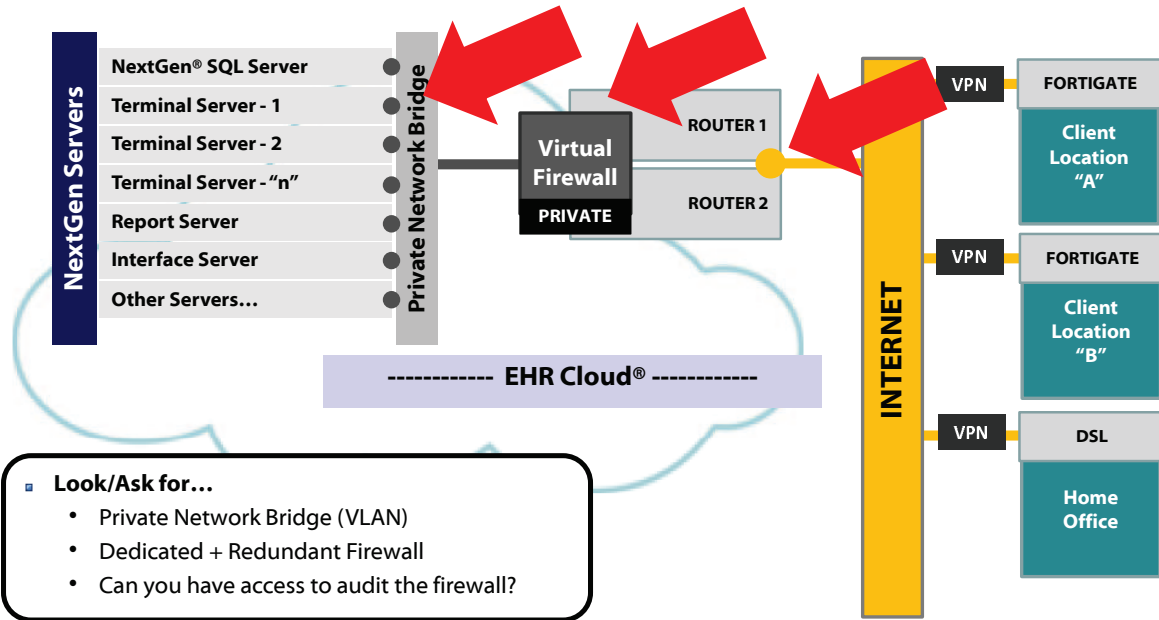 NextGen Servers
NextGen® SQL Server
Terminal Server - 1
Terminal Server - 2
Terminal Server - “n”
Report Server
Interface Server
Other Servers…
Private Network Bridge
Virtual
Firewall
PRIVATE
ROUTER 1
ROUTER 2
------------ EHR Cloud® ------------
INTERNET
VPN
FORTIGATE
Client
Location
“A”
VPN
FORTIGATE
Client
Location
“B”
VPN
DSL
Home
Office
Look/Ask for…
• Private Network Bridge (VLAN)
• Dedicated + Redundant Firewall
• Can you have access to audit the firewall?